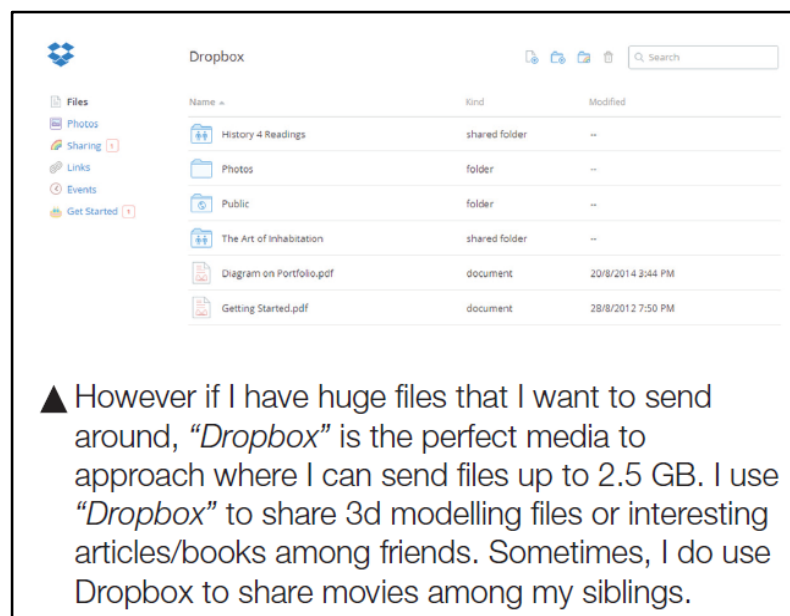 Dropbox
Search
Files
Photos
Sharing 1
Links
Events
Get Started 1
Name Kind Modified
History 4 Readings shared folder --
Photos folder --
Public folder --
The Art of Inhabitation shared folder --
Diagram on Portfolio.pdf document 20/8/2014 3:44 PM
Getting Started.pdf document 28/8/2012 7:50 PM
However if I have huge files that I want to send
around, “Dropbox” is the perfect media to
approach where I can send files up to 2.5 GB. I use
“Dropbox” to share 3d modelling files or interesting
articles/books among friends. Sometimes, I do use
Dropbox to share movies among my siblings.